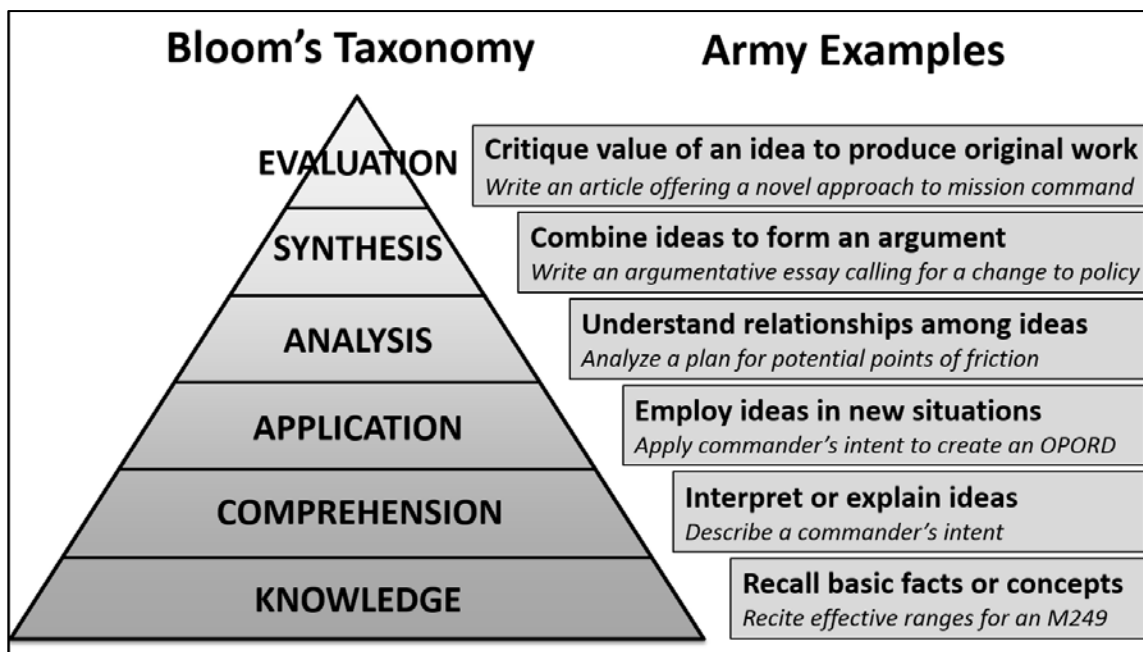 Bloom’s Taxonomy
Army Examples
EVALUATION
Critique value of an idea to produce original work
Write an article offering a novel approach to mission command
SYNTHESIS
Combine ideas to form an argument
Write an argumentative essay calling for a change to policy
ANALYSIS
Understand relationships among ideas
Analyze a plan for potential points of friction
APPLICATION
Employ ideas in new situations
Apply commander’s intent to create an OPORD
COMPREHENSION
Interpret or explain ideas
Describe a commander’s intent
KNOWLEDGE
Recall basic facts or concepts
Recite effective ranges for an M249